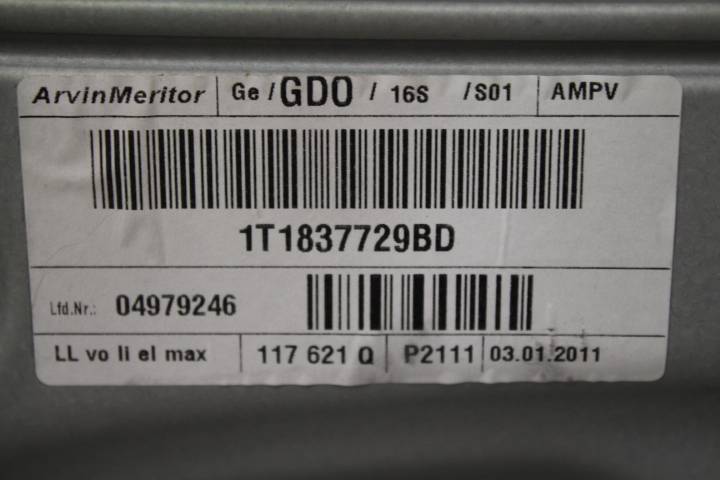 ArvinMeritor Ge / GDO / 16S /S01 AMPV
1T1837729BD
Lfd.Nr.: 04979246
LL vo li el max 117 621 Q P2111 03.01.2011